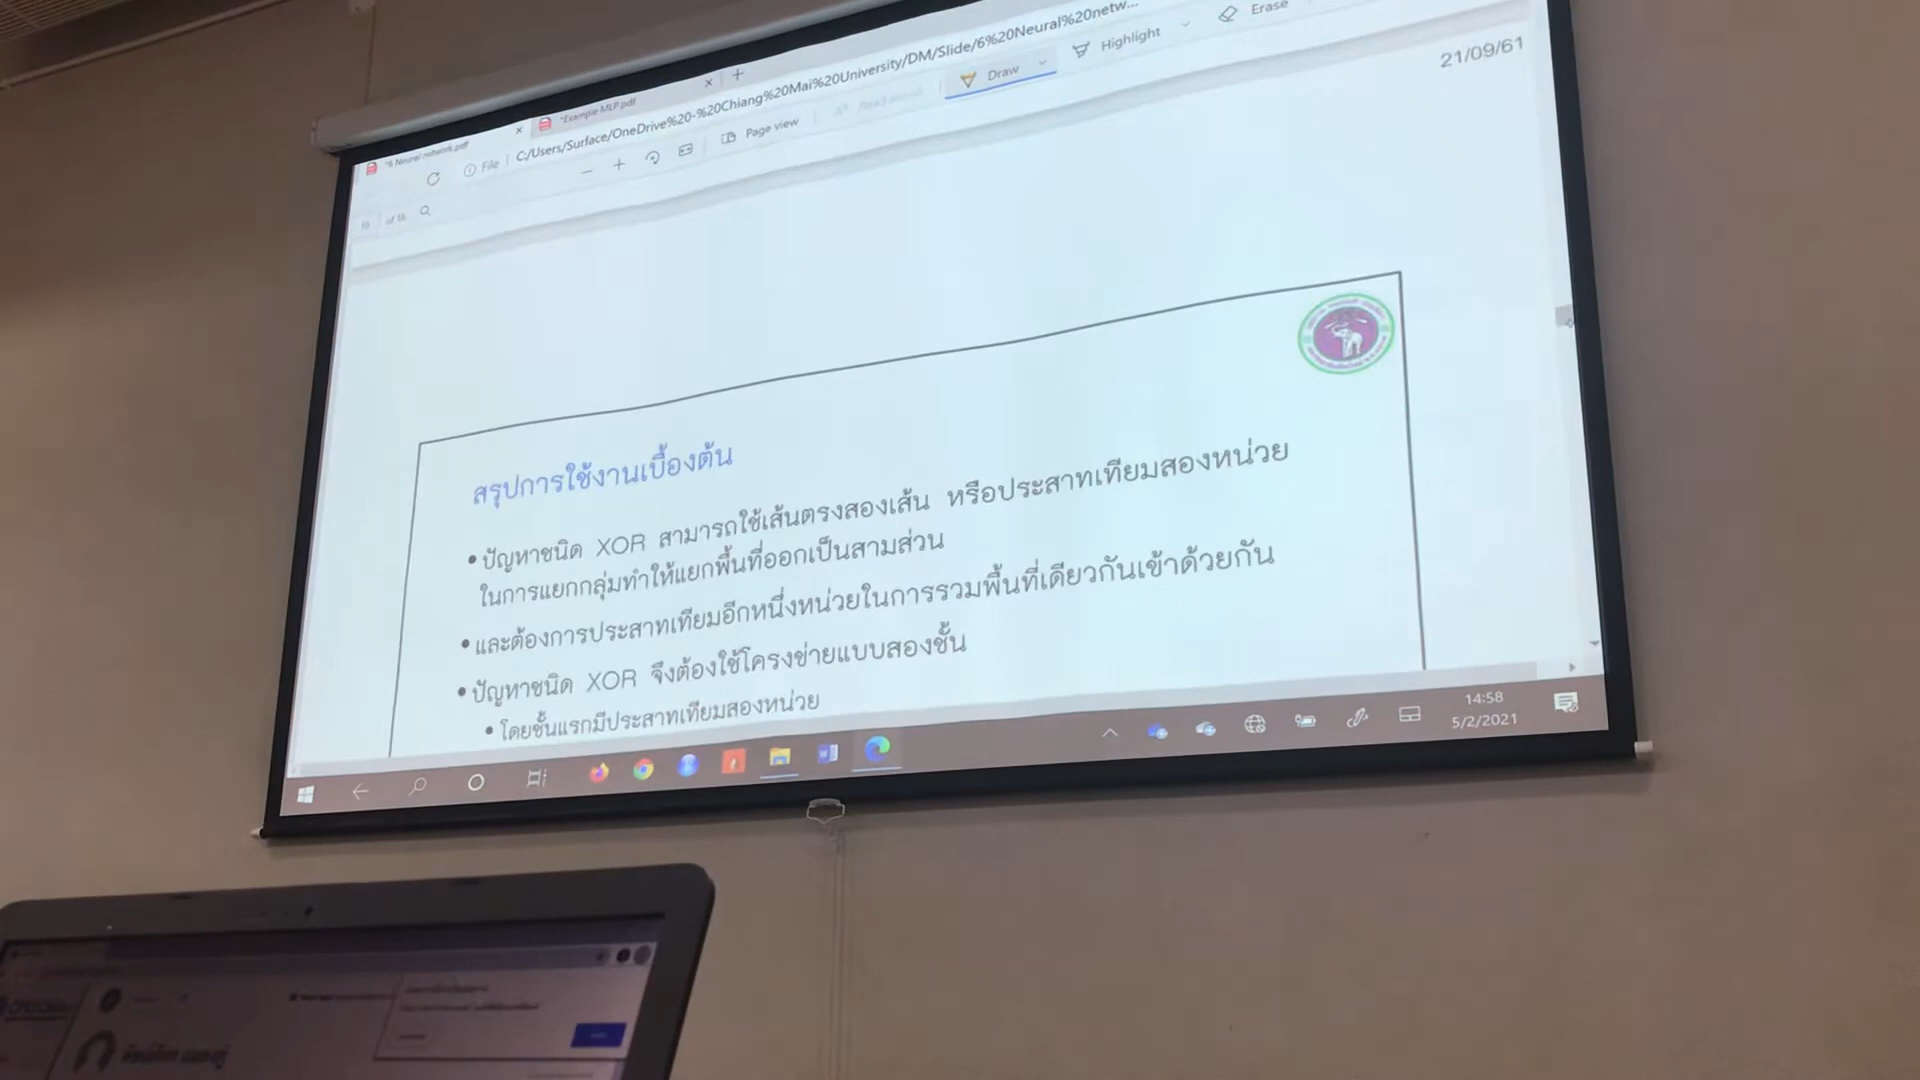 *6 Neural network.pdf
*Example MLP.pdf
File
C:/Users/Surface/OneDrive%20-%20Chiang%20Mai%20University/DM/Slide/6%20Neural%20netw...
of 16
Page view
Read aloud
Draw
Highlight
Erase
21/09/61
สรุปการใช้งานเบื้องต้น
•ปัญหาชนิด XOR สามารถใช้เส้นตรงสองเส้น หรือประสาทเทียมสองหน่วย
ในการแยกกลุ่มทำให้แยกพื้นที่ออกเป็นสามส่วน
•และต้องการประสาทเทียมอีกหนึ่งหน่วยในการรวมพื้นที่เดียวกันเข้าด้วยกัน
•ปัญหาชนิด XOR จึงต้องใช้โครงข่ายแบบสองชั้น
•โดยชั้นแรกมีประสาทเทียมสองหน่วย
14:58
5/2/2021